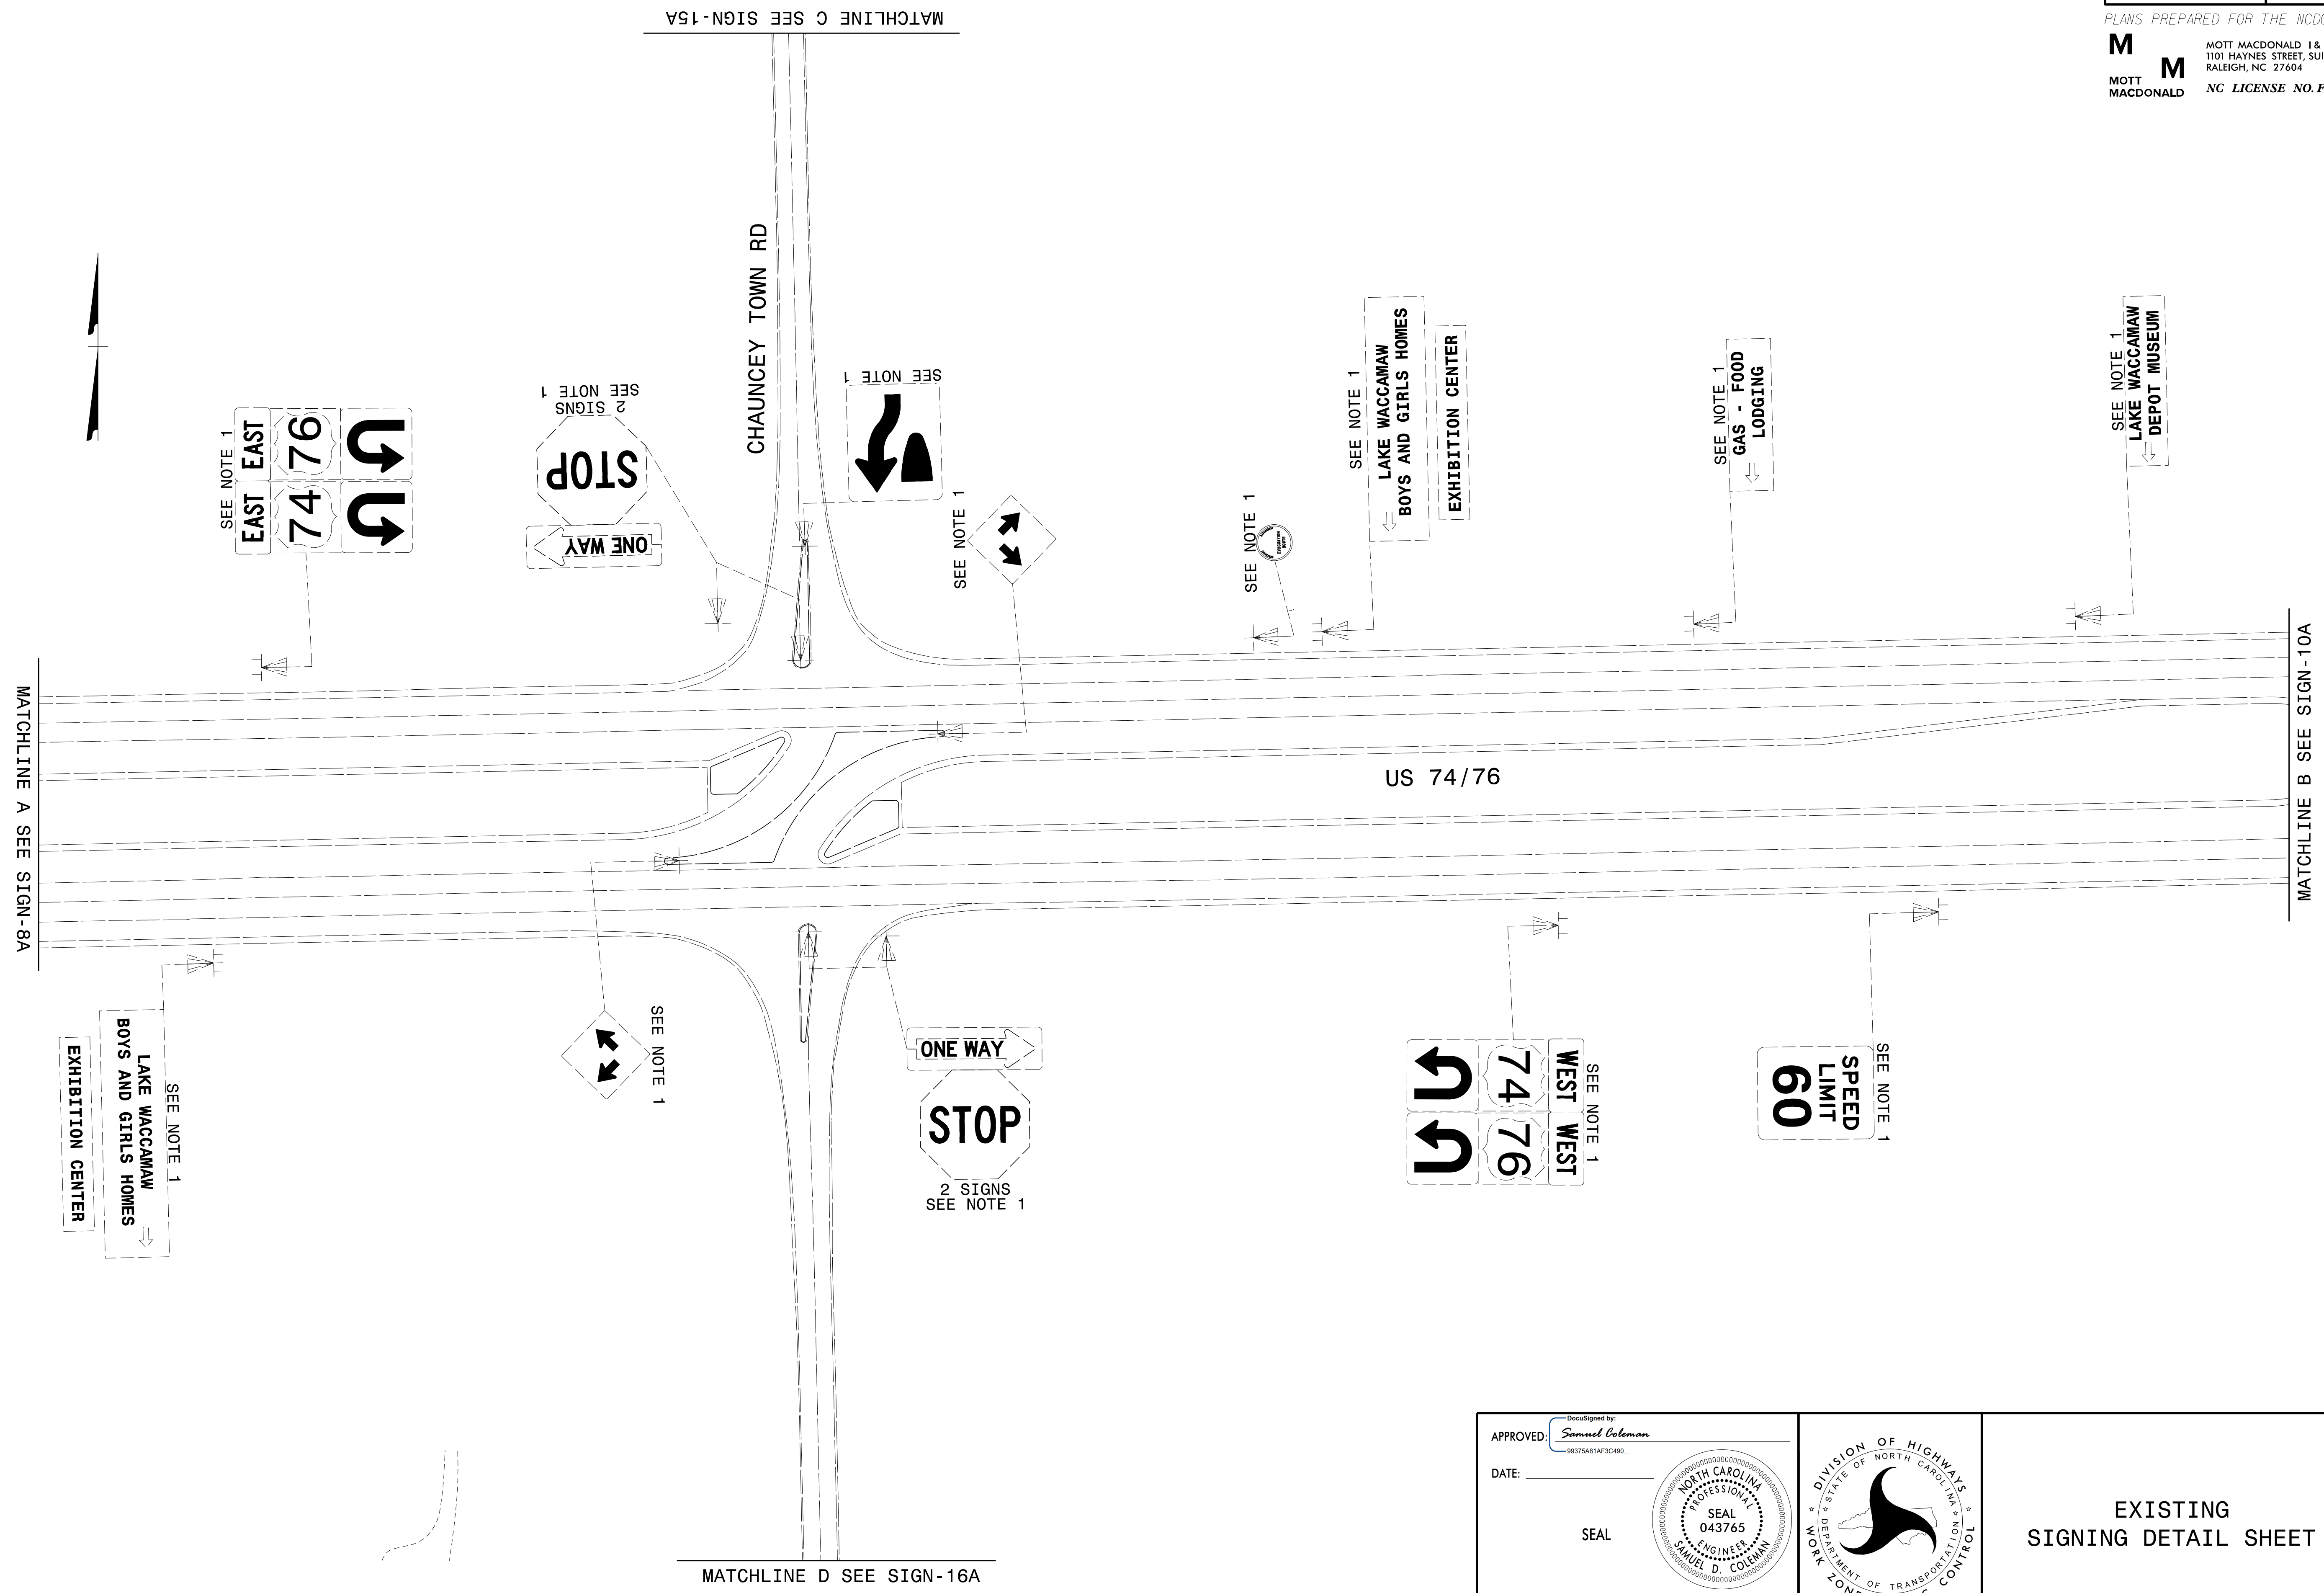 MATCHLINE C SEE SIGN-15A
PLANS PREPARED FOR THE NCDO
M
M
MOTT
MACDONALD
MOTT MACDONALD I &
1101 HAYNES STREET, SUI
RALEIGH, NC 27604
NC LICENSE NO. F
CHAUNCEY TOWN RD
SEE NOTE 1
EAST EAST
74 76
2 SIGNS
SEE NOTE 1
STOP
ONE WAY
SEE NOTE 1
SEE NOTE 1
SEE NOTE 1
SEE NOTE 1
LAKE WACCAMAW
BOYS AND GIRLS HOMES
EXHIBITION CENTER
SEE NOTE 1
GAS - FOOD
LODGING
SEE NOTE 1
LAKE WACCAMAW
DEPOT MUSEUM
MATCHLINE A SEE SIGN-8A
US 74/76
MATCHLINE B SEE SIGN-10A
SEE NOTE 1
LAKE WACCAMAW
BOYS AND GIRLS HOMES
EXHIBITION CENTER
SEE NOTE 1
ONE WAY
STOP
2 SIGNS
SEE NOTE 1
SEE NOTE 1
WEST WEST
74 76
SEE NOTE 1
SPEED
LIMIT
60
MATCHLINE D SEE SIGN-16A
APPROVED:
DocuSigned by:
Samuel Coleman
99375A81AF3C490...
DATE:
SEAL
NORTH CAROLINA
PROFESSIONAL
SEAL
043765
ENGINEER
SAMUEL D. COLEMAN
DIVISION OF HIGHWAYS
STATE OF NORTH CAROLINA
DEPARTMENT OF TRANSPORTATION
WORK ZONE CONTROL
EXISTING
SIGNING DETAIL SHEET